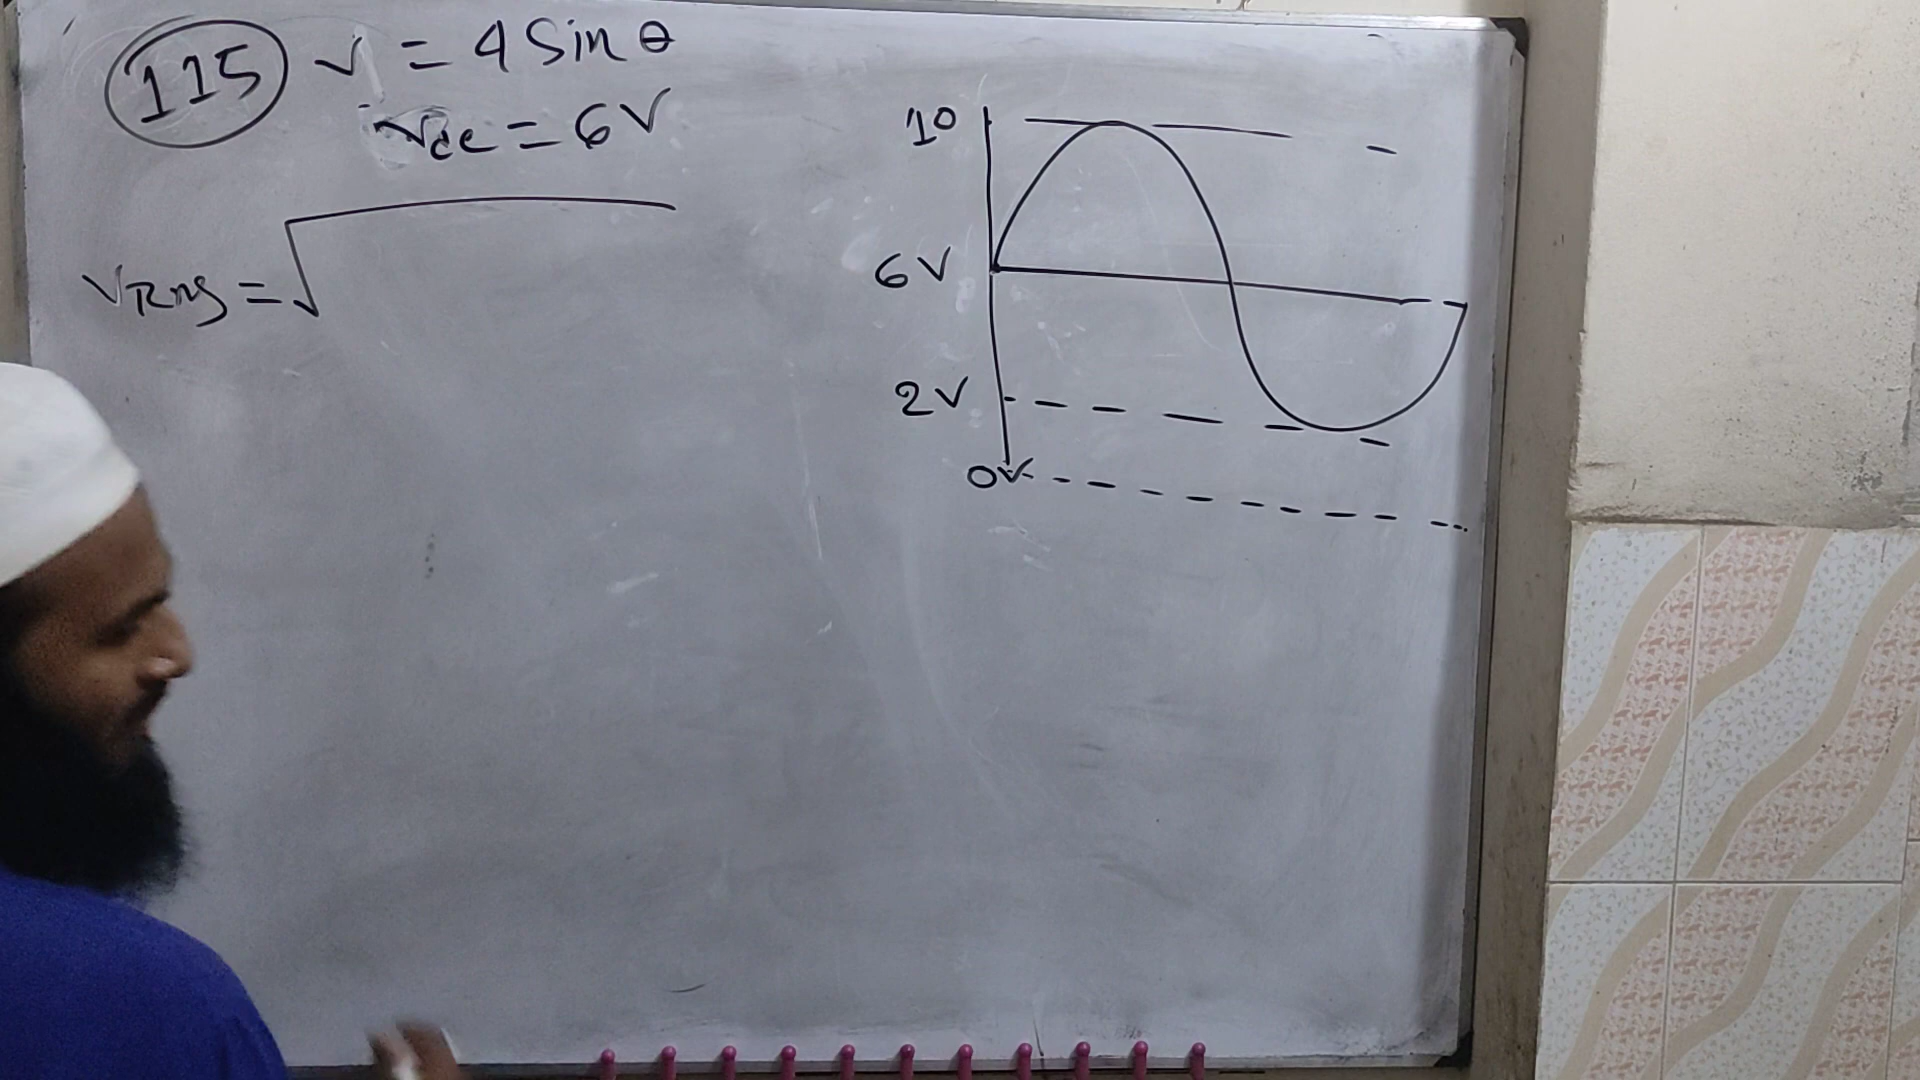 115 v = 4 Sin θ
Vdc = 6V
VRms = √
10
6V
2V
0V